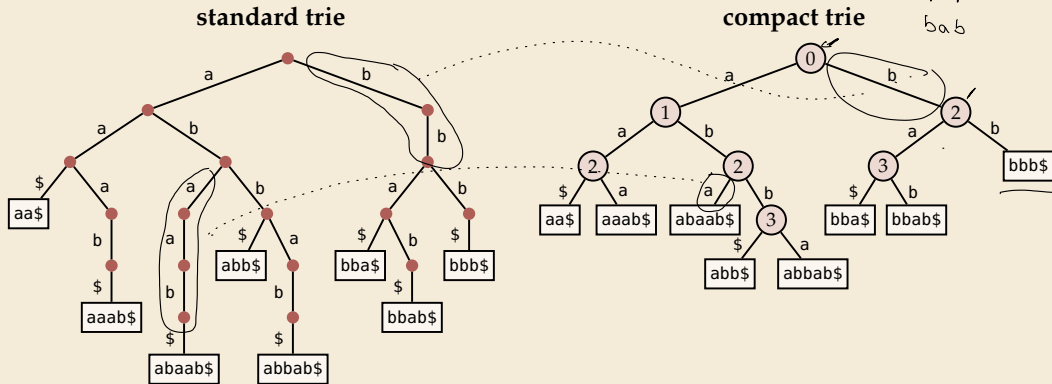 standard trie
a b
a b b
$ a a b a b
aa$
b a $ a $ b $
abb$ bba$ bbb$
$ b b $
aaab$ bbab$
$ $
abaab$ abbab$
compact trie
bab
0
a b
1 2
a b a b
2 2 3 bbb$
$ a a b $ b
aa$ aaab$ abaab$ 3 bba$ bbab$
$ a
abb$ abbab$